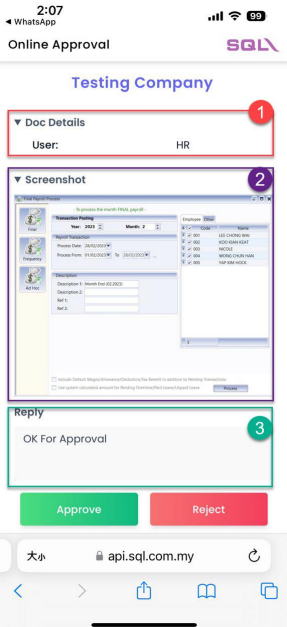 2:07
99
◀ WhatsApp
Online Approval
SQL
Testing Company
1
▼ Doc Details
User: HR
▼ Screenshot
2
Final Payroll Process
- To process the month FINAL payroll -
Transaction Posting
Year: 2023 Month: 2
Payroll Transaction
Process Date: 28/02/2023
Process From: 01/02/2023 To 28/02/2023
Description
Description 1: Month End (02.2023)
Description 2:
Ref 1:
Ref 2:
Final
Frequency
Ad Hoc
Employee Other
Code Name
001 LEE CHONG WAI
002 KOO KIAN KEAT
003 NICOLE
004 WONG CHUN HAN
005 YAP KIM HOCK
Include Default Wages/Allowance/Deduction/Tax Benefit in addition to Pending Transactions
Use system calculated amount for Pending Overtime/Paid Leave/Unpaid Leave
Process
Reply
3
OK For Approval
Approve
Reject
大小
api.sql.com.my